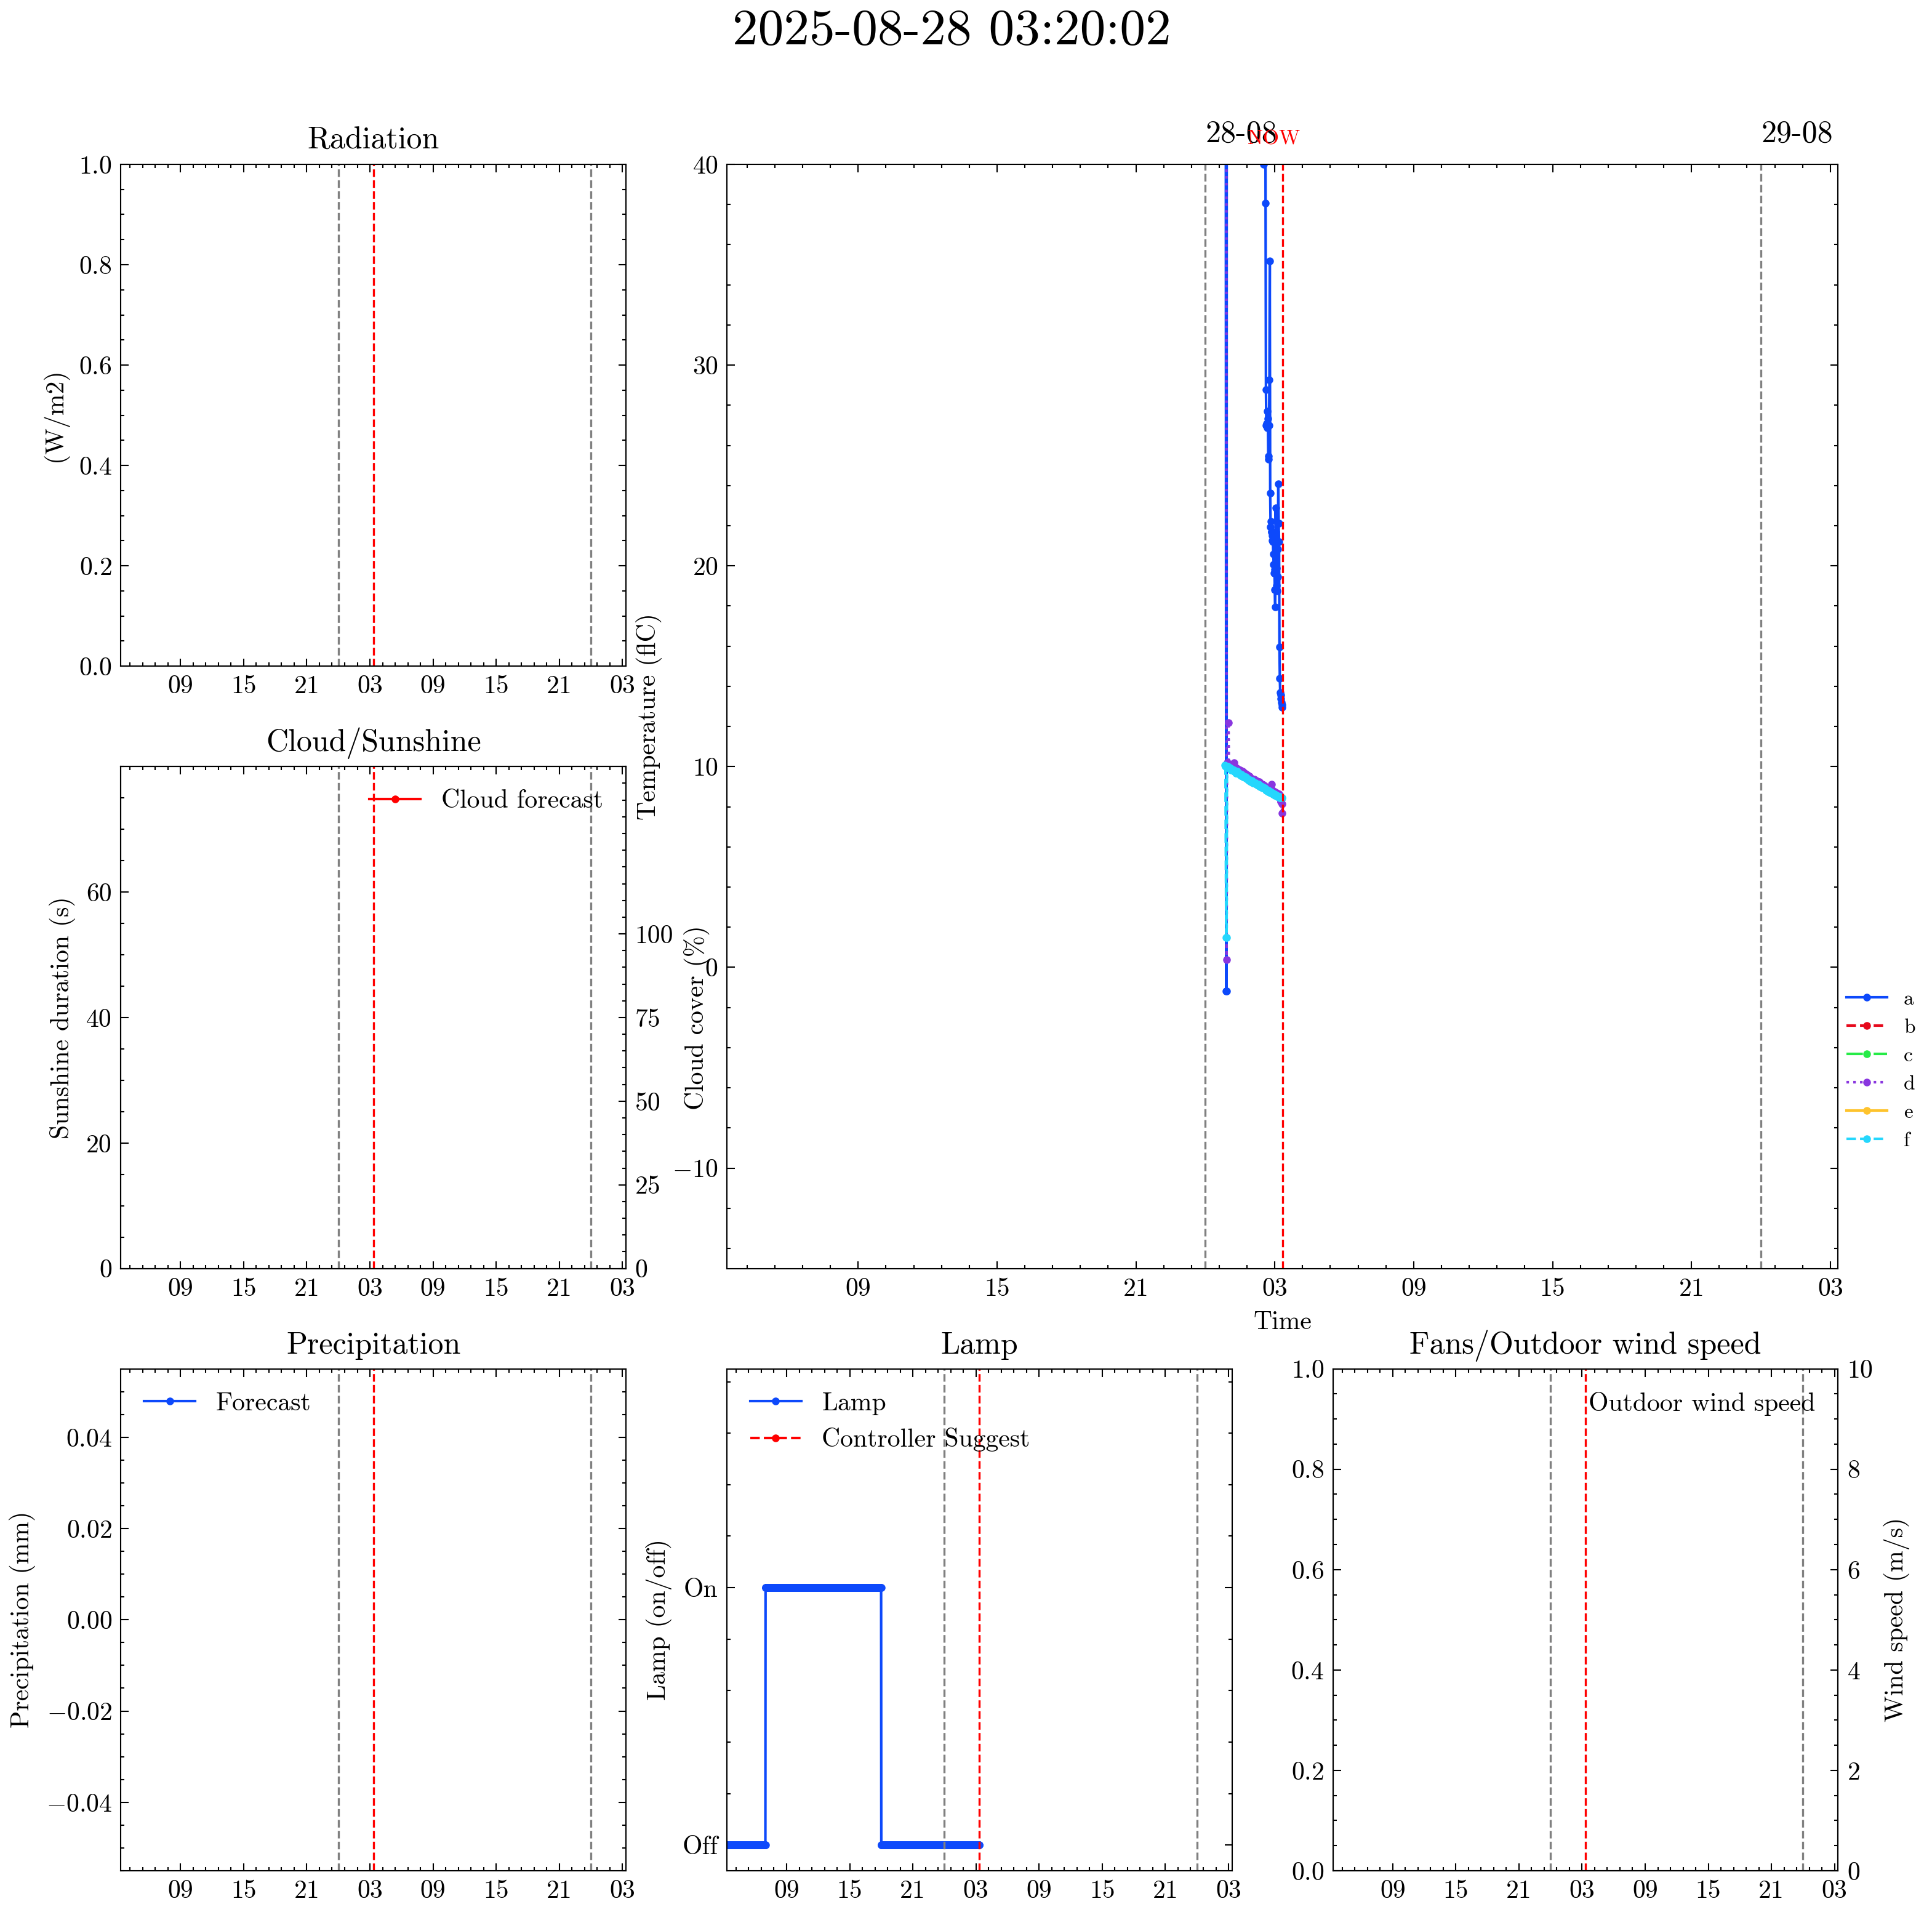 2025-08-28 03:20:02
Radiation
1.0
0.8
0.6
0.4
0.2
0.0
(W/m2)
09 15 21 03 09 15 21 03
28-08 NOW 29-08
40
30
20
10
0
−10
Temperature (flC)
09 15 21 03 09 15 21 03
Time
a
b
c
d
e
f
Cloud/Sunshine
Cloud forecast
60
40
20
0
Sunshine duration (s)
100
75
50
25
0
Cloud cover (%)
09 15 21 03 09 15 21 03
Precipitation
Forecast
0.04
0.02
0.00
−0.02
−0.04
Precipitation (mm)
09 15 21 03 09 15 21 03
Lamp
Lamp
Controller Suggest
On
Off
Lamp (on/off)
09 15 21 03 09 15 21 03
Fans/Outdoor wind speed
Outdoor wind speed
1.0
0.8
0.6
0.4
0.2
0.0
10
8
6
4
2
0
Wind speed (m/s)
09 15 21 03 09 15 21 03